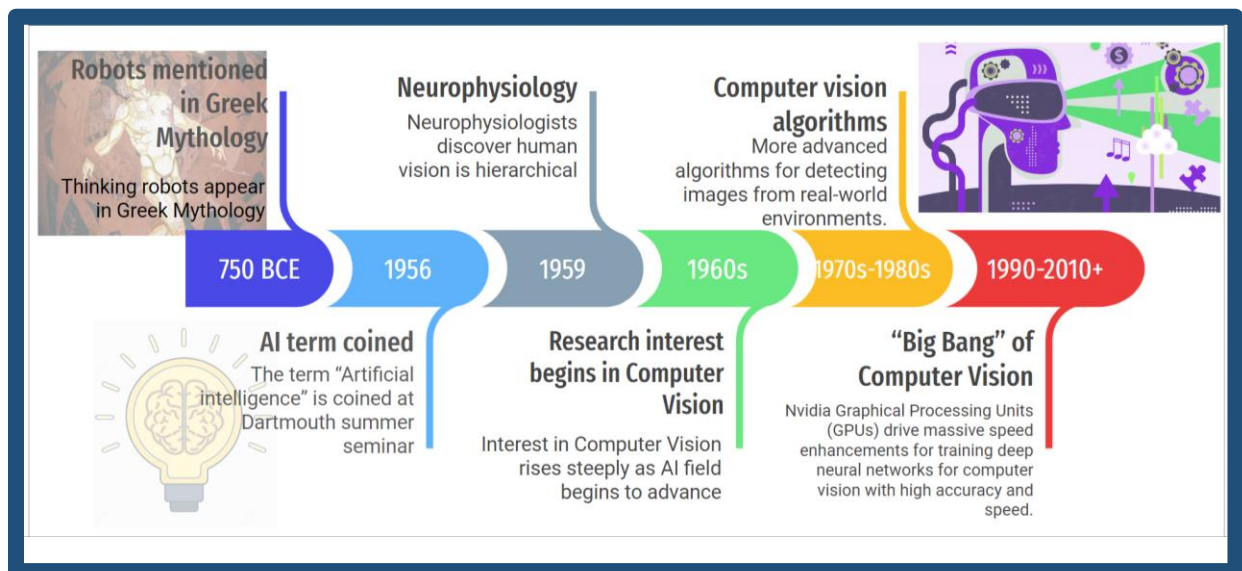 Robots mentioned
in Greek
Mythology
Thinking robots appear
in Greek Mythology
Neurophysiology
Neurophysiologists
discover human
vision is hierarchical
Computer vision
algorithms
More advanced
algorithms for detecting
images from real-world
environments.
750 BCE
1956
1959
1960s
1970s-1980s
1990-2010+
AI term coined
The term “Artificial
intelligence” is coined at
Dartmouth summer
seminar
Research interest
begins in Computer
Vision
Interest in Computer Vision
rises steeply as AI field
begins to advance
“Big Bang” of
Computer Vision
Nvidia Graphical Processing Units
(GPUs) drive massive speed
enhancements for training deep
neural networks for computer
vision with high accuracy and
speed.